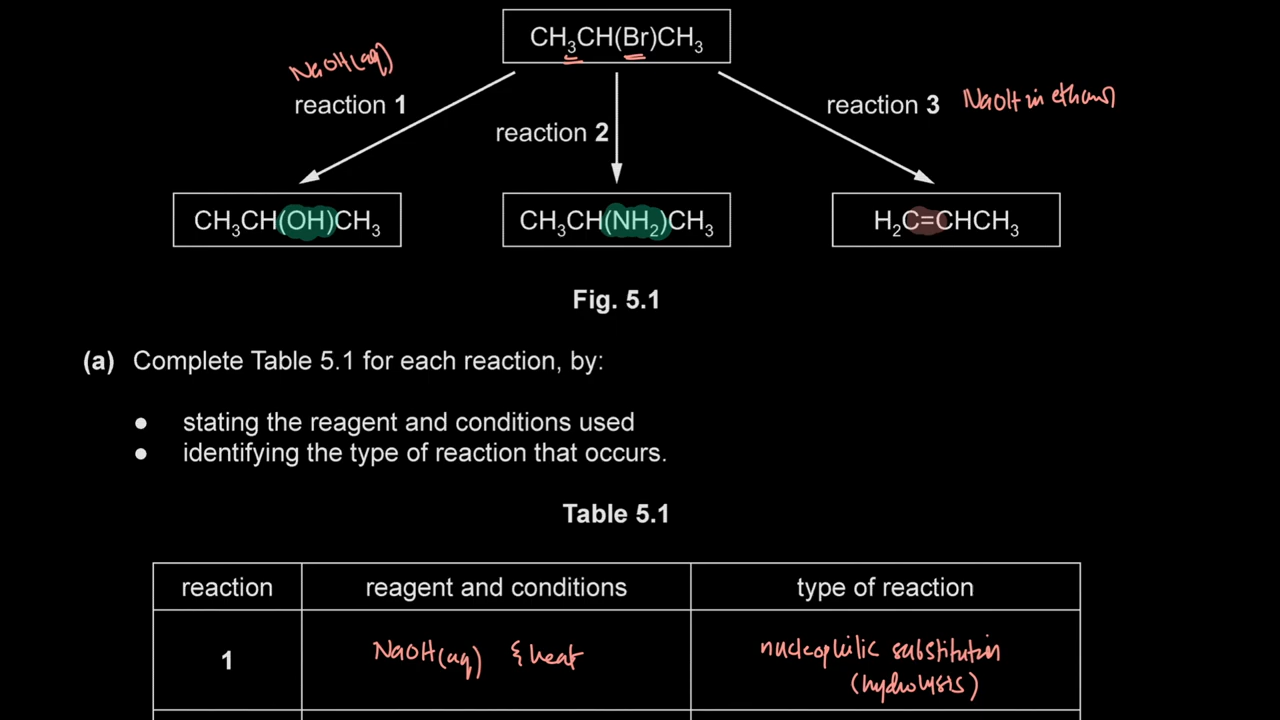 CH₃CH(Br)CH₃
NaOH(aq)
reaction 1
reaction 2
reaction 3 NaOH in ethanol
CH₃CH(OH)CH₃
CH₃CH(NH₂)CH₃
H₂C=CHCH₃
Fig. 5.1
(a) Complete Table 5.1 for each reaction, by:
● stating the reagent and conditions used
● identifying the type of reaction that occurs.
Table 5.1
reaction reagent and conditions type of reaction
1 NaOH(aq) & heat nucleophilic substitution
(hydrolysis)